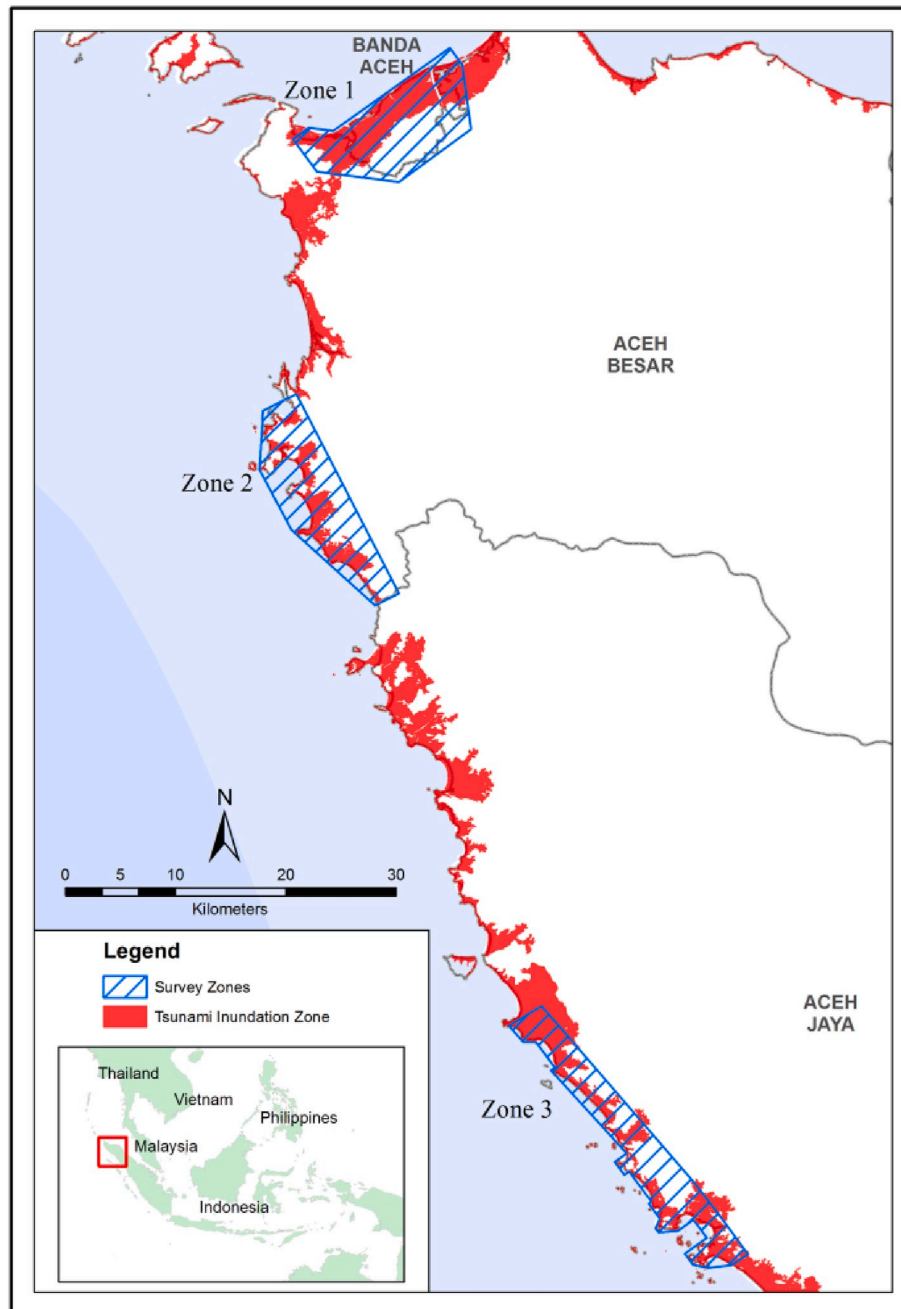 BANDA
ACEH
Zone 1
ACEH
BESAR
Zone 2
N
0 5 10 20 30
Kilometers
Legend
Survey Zones
Tsunami Inundation Zone
ACEH
JAYA
Zone 3
Thailand
Vietnam
Philippines
Malaysia
Indonesia